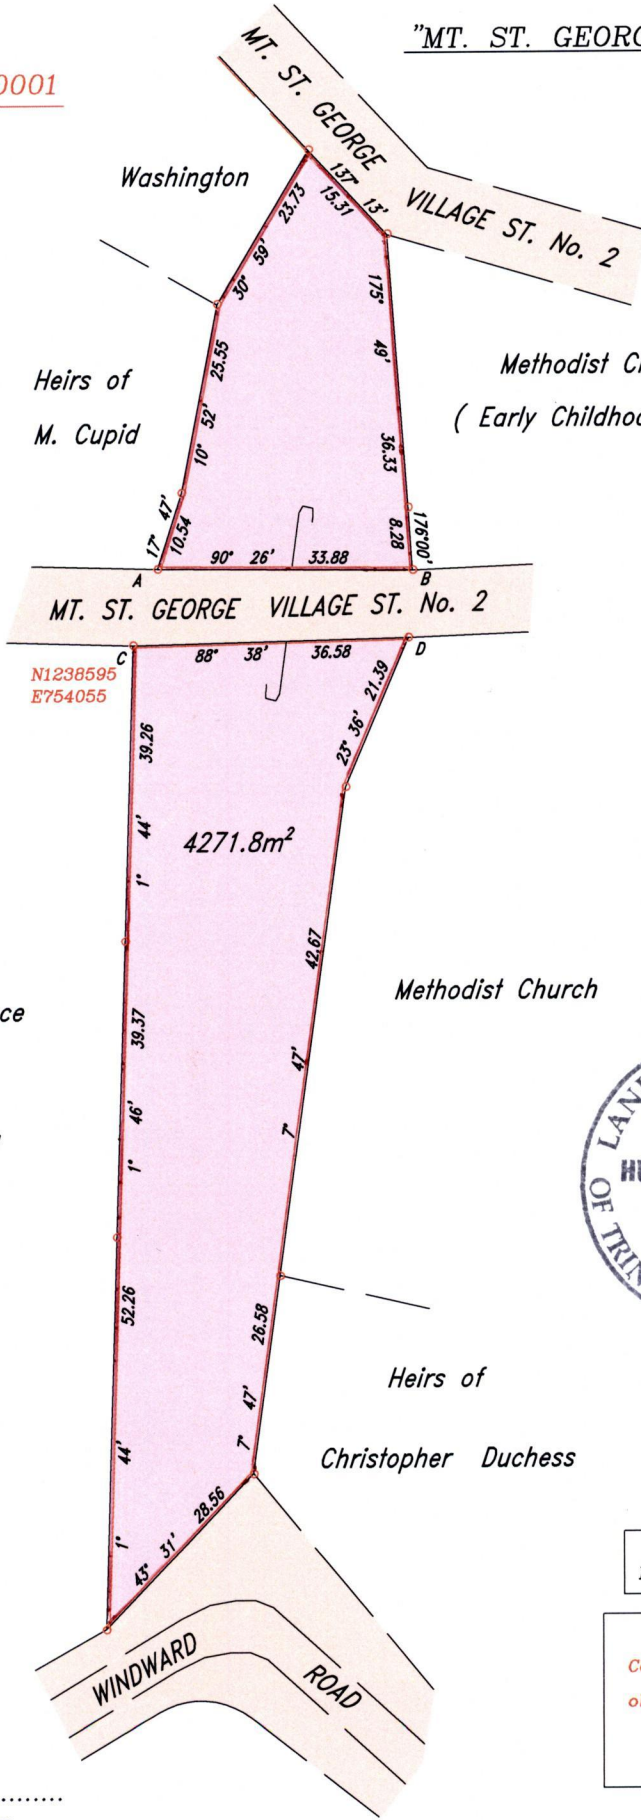 "MT. ST. GEORG
0001
MT. ST. GEORGE
VILLAGE ST. No. 2
Washington
137° 13'
15.31
23.73
30° 59'
175° 49' 36.33
25.55
10° 52'
Heirs of
M. Cupid
Methodist C
( Early Childhoo
17° 47'
10.54
176°00'
8.28
90° 26' 33.88
A
B
MT. ST. GEORGE VILLAGE ST. No. 2
C
D
88° 38' 36.58
N1238595
E754055
39.26
44'
1°
21.39
23° 36'
4271.8m²
42.67
47'
7°
Methodist Church
ce
39.37
46'
1°
LAN
HU
OF TRIN
52.26
44'
1°
26.58
47'
7°
Heirs of
Christopher Duchess
28.56
43° 31'
WINDWARD ROAD
C
o